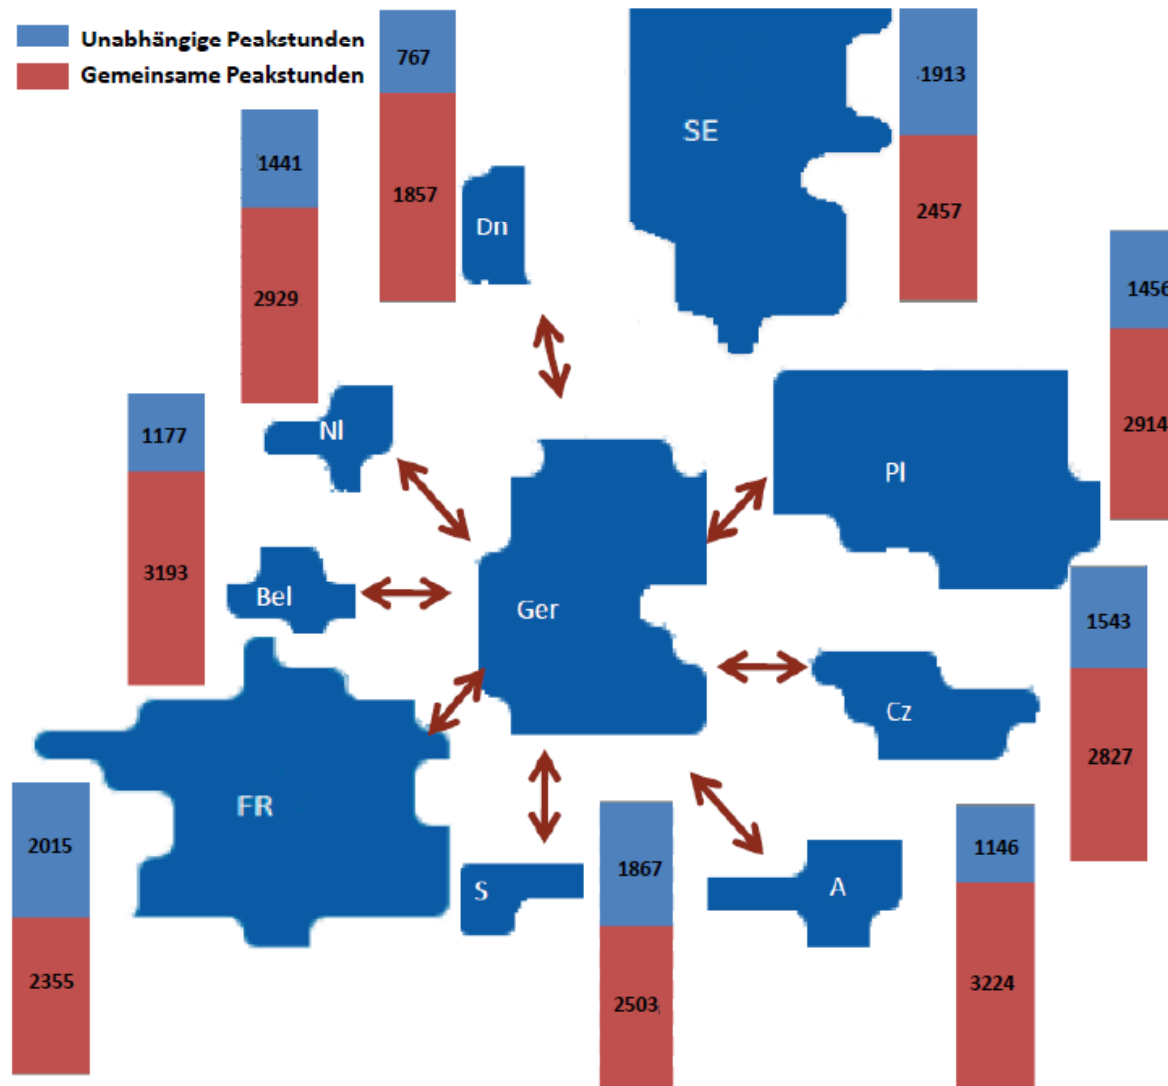 Unabhängige Peakstunden
Gemeinsame Peakstunden
767
1857
1913
2457
SE
1441
2929
Dn
1456
2914
1177
3193
Nl
Pl
Bel
Ger
1543
2827
Cz
FR
2015
2355
S
1867
2503
A
1146
3224